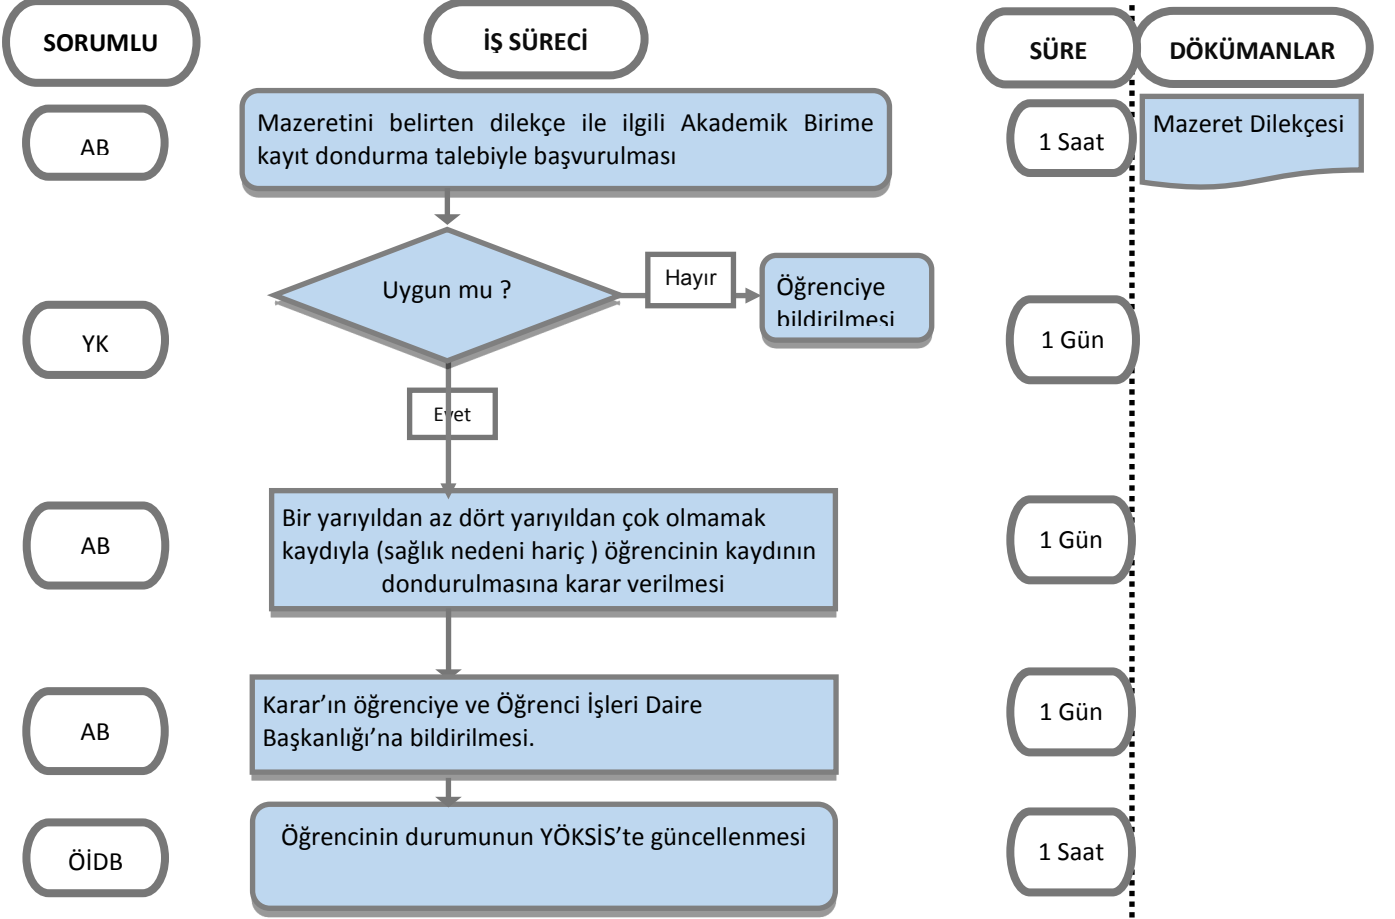 SORUMLU
İŞ SÜRECİ
SÜRE
DÖKÜMANLAR
AB
Mazeretini belirten dilekçe ile ilgili Akademik Birime
kayıt dondurma talebiyle başvurulması
1 Saat
Mazeret Dilekçesi
Uygun mu ?
Hayır
Öğrenciye
bildirilmesi
YK
1 Gün
Evet
AB
Bir yarıyıldan az dört yarıyıldan çok olmamak
kaydıyla (sağlık nedeni hariç ) öğrencinin kaydının
dondurulmasına karar verilmesi
1 Gün
AB
Karar’ın öğrenciye ve Öğrenci İşleri Daire
Başkanlığı’na bildirilmesi.
1 Gün
ÖİDB
Öğrencinin durumunun YÖKSİS’te güncellenmesi
1 Saat